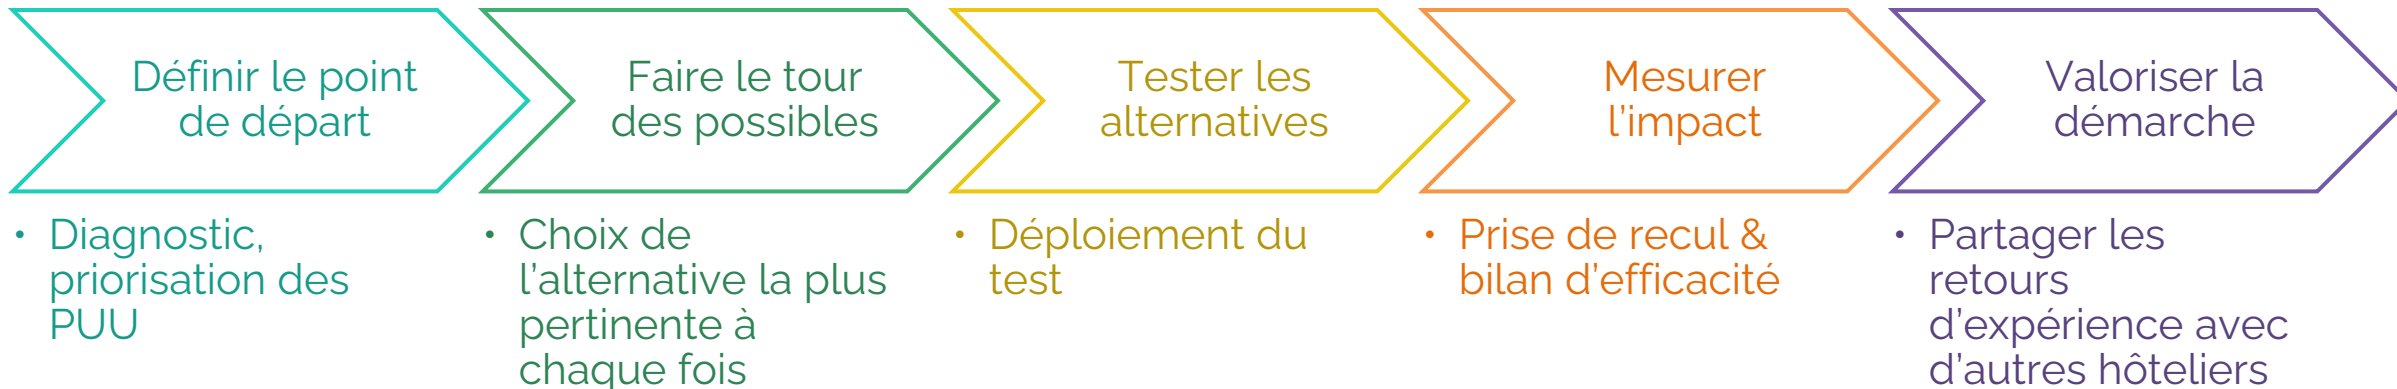 Définir le point
de départ
Faire le tour
des possibles
Tester les
alternatives
Mesurer
l'impact
Valoriser la
démarche
• Diagnostic,
priorisation des
PUU
• Choix de
l'alternative la plus
pertinente à
chaque fois
• Déploiement du
test
• Prise de recul &
bilan d'efficacité
• Partager les
retours
d'expérience avec
d'autres hôteliers